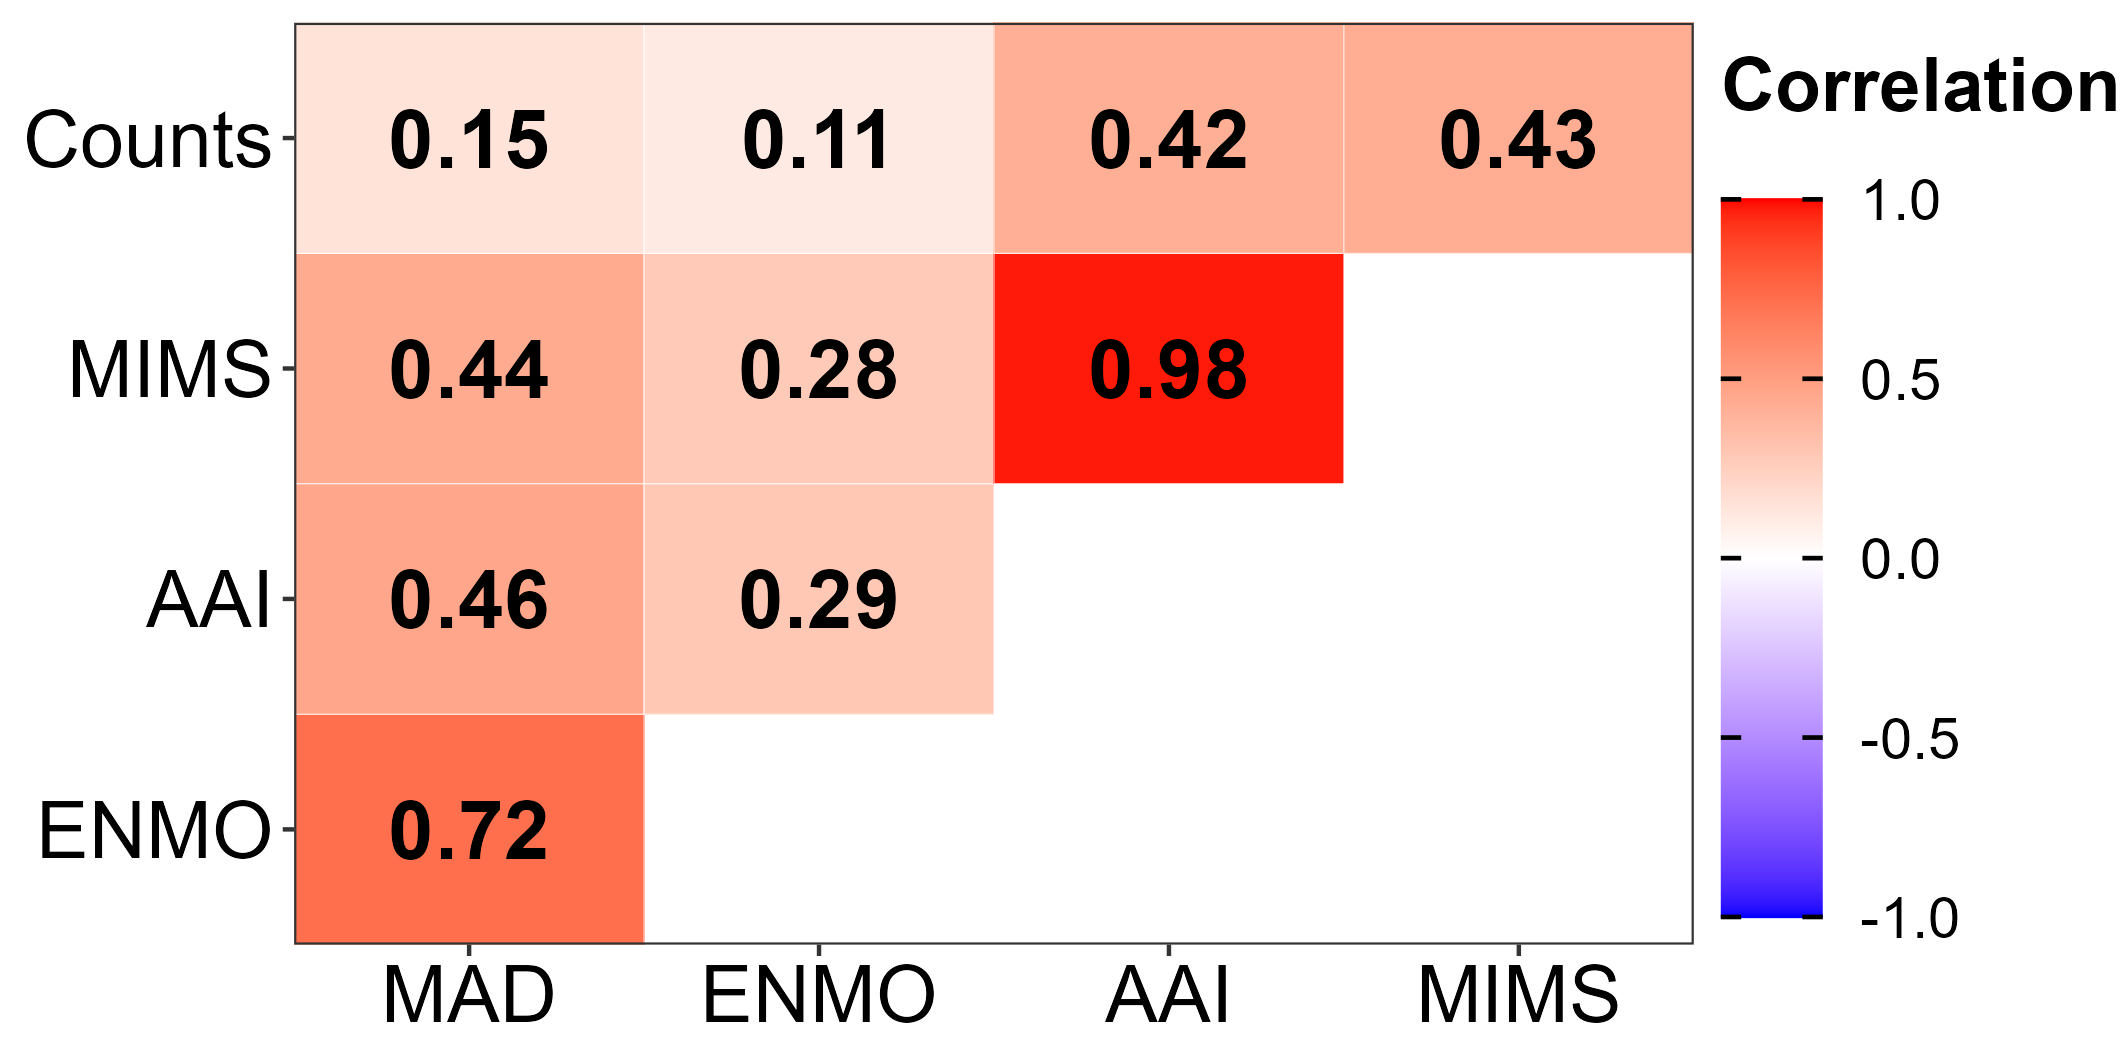 Correlation
Counts 0.15 0.11 0.42 0.43
MIMS 0.44 0.28 0.98
AAI 0.46 0.29
ENMO 0.72
MAD ENMO AAI MIMS
1.0
0.5
0.0
-0.5
-1.0